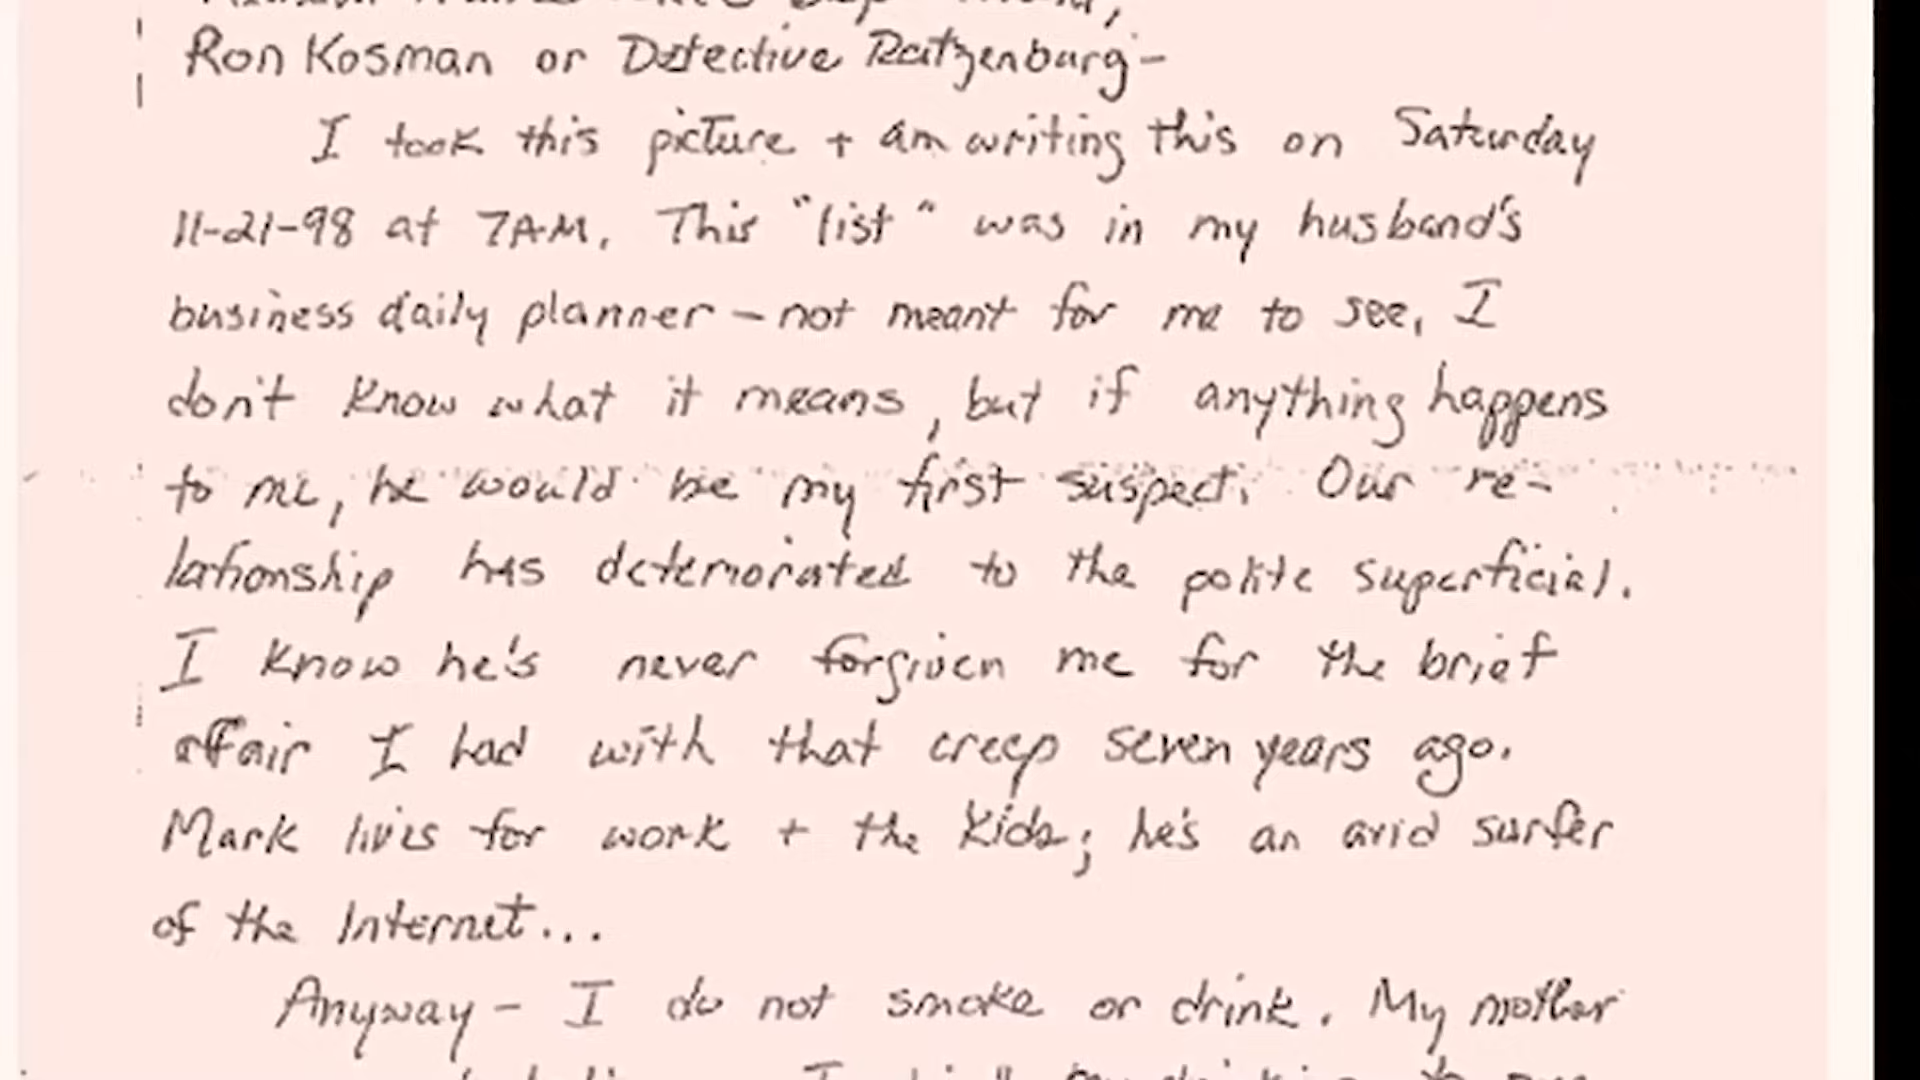 Ron Kosman or Detective Ratzenburg-
I took this picture + am writing this on Saturday
11-21-98 at 7AM. This "list" was in my husband's
business daily planner—not meant for me to see. I
don't know what it means, but if anything happens
to me, he would be my first suspect. Our re-
lationship has deteriorated to the polite superficial.
I know he's never forgiven me for the brief
affair I had with that creep seven years ago.
Mark lives for work + the kids; he's an avid surfer
of the Internet...
Anyway - I do not smoke or drink. My mother